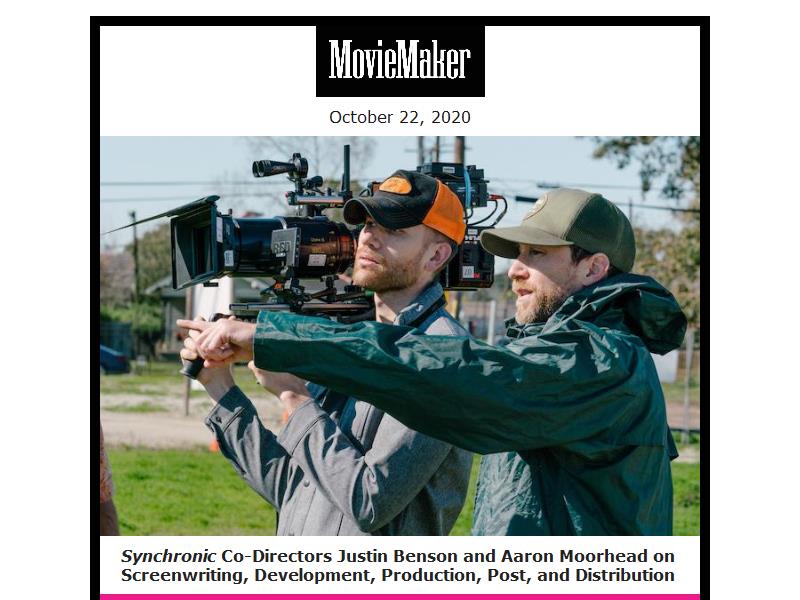 MovieMaker
October 22, 2020
RED
Synchronic Co-Directors Justin Benson and Aaron Moorhead on
Screenwriting, Development, Production, Post, and Distribution